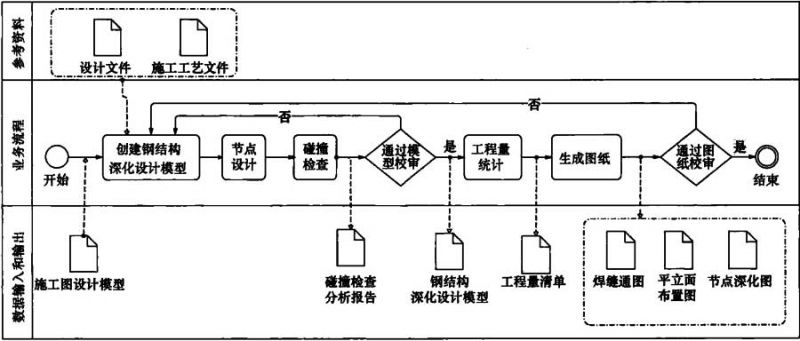 参考资料
设计文件
施工工艺文件
业务流程
开始
创建钢结构
深化设计模型
节点
设计
碰撞
检查
否
通过模
型校审
是
工程量
统计
生成图纸
否
通过图
纸校审
是
结束
数据输入和输出
施工图设计模型
碰撞检查
分析报告
钢结构
深化设计模型
工程量清单
焊缝通图
平立面
布置图
节点深化图